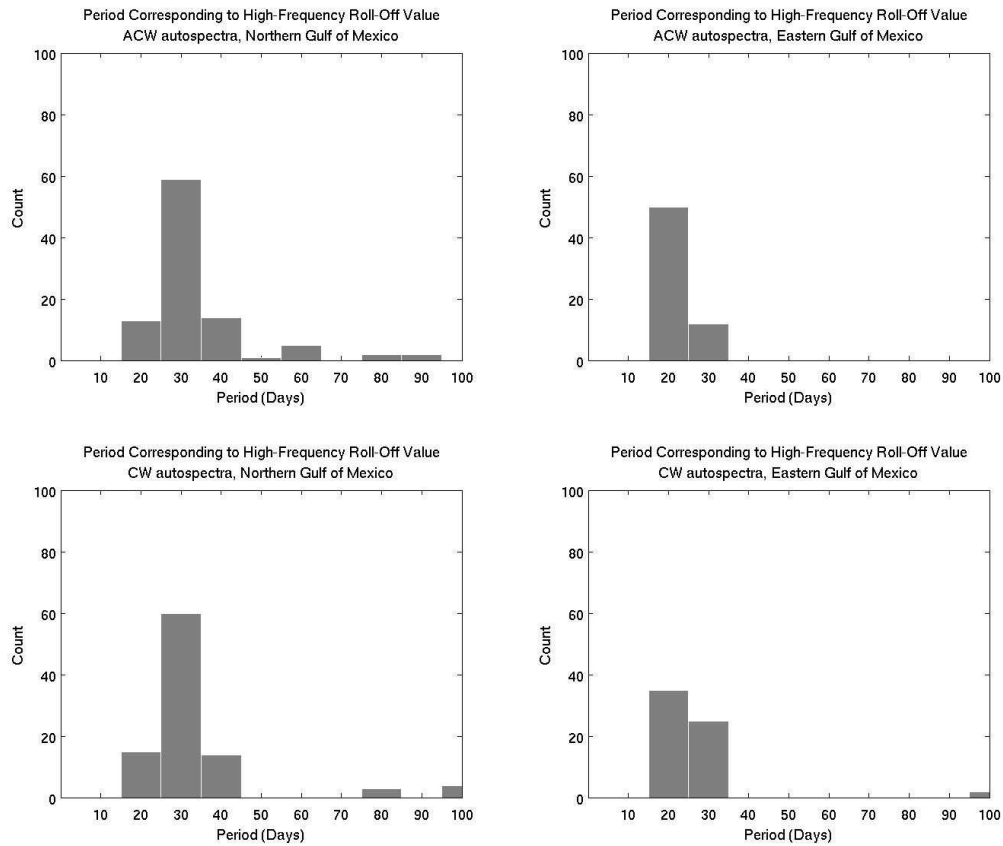 Period Corresponding to High-Frequency Roll-Off Value
ACW autospectra, Northern Gulf of Mexico
100
80
60
40
20
0
Count
10 20 30 40 50 60 70 80 90 100
Period (Days)
Period Corresponding to High-Frequency Roll-Off Value
ACW autospectra, Eastern Gulf of Mexico
100
80
60
40
20
0
Count
10 20 30 40 50 60 70 80 90 100
Period (Days)
Period Corresponding to High-Frequency Roll-Off Value
CW autospectra, Northern Gulf of Mexico
100
80
60
40
20
0
Count
10 20 30 40 50 60 70 80 90 100
Period (Days)
Period Corresponding to High-Frequency Roll-Off Value
CW autospectra, Eastern Gulf of Mexico
100
80
60
40
20
0
Count
10 20 30 40 50 60 70 80 90 100
Period (Days)